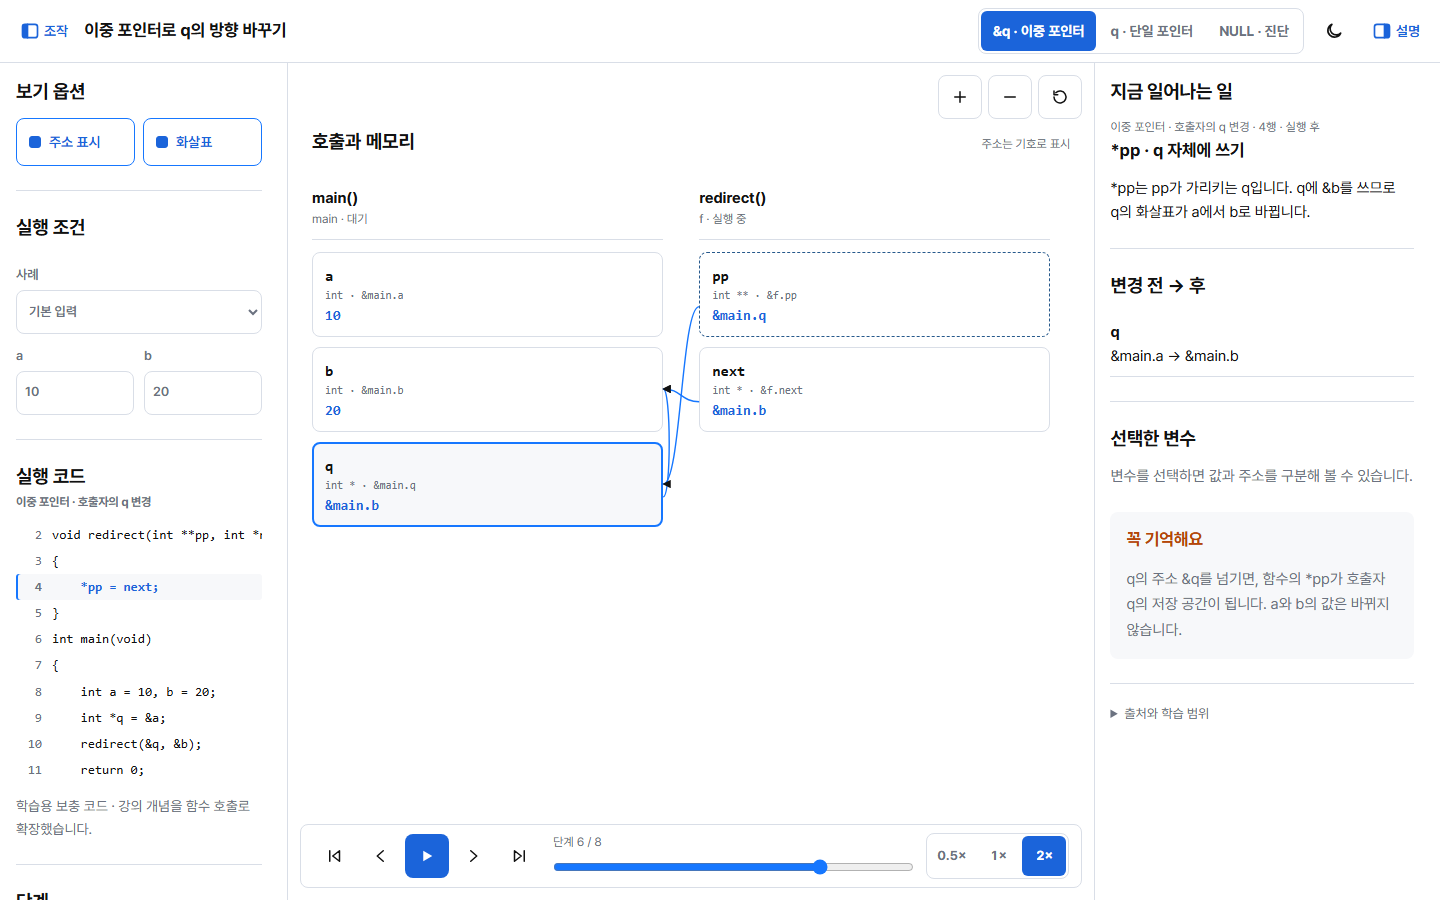 조작
이중 포인터로 q의 방향 바꾸기
&q · 이중 포인터
q · 단일 포인터
NULL · 진단
설명
보기 옵션
주소 표시
화살표
실행 조건
사례
기본 입력
a
b
10
20
실행 코드
이중 포인터 · 호출자의 q 변경
2 void redirect(int **pp, int *
3 {
4 *pp = next;
5 }
6 int main(void)
7 {
8 int a = 10, b = 20;
9 int *q = &a;
10 redirect(&q, &b);
11 return 0;
학습용 보충 코드 · 강의 개념을 함수 호출로
확장했습니다.
호출과 메모리
주소는 기호로 표시
main()
main · 대기
a
int · &main.a
10
b
int · &main.b
20
q
int * · &main.q
&main.b
redirect()
f · 실행 중
pp
int ** · &f.pp
&main.q
next
int * · &f.next
&main.b
단계 6 / 8
0.5×
1×
2×
지금 일어나는 일
이중 포인터 · 호출자의 q 변경 · 4행 · 실행 후
*pp · q 자체에 쓰기
*pp는 pp가 가리키는 q입니다. q에 &b를 쓰므로
q의 화살표가 a에서 b로 바뀝니다.
변경 전 → 후
q
&main.a → &main.b
선택한 변수
변수를 선택하면 값과 주소를 구분해 볼 수 있습니다.
꼭 기억해요
q의 주소 &q를 넘기면, 함수의 *pp가 호출자
q의 저장 공간이 됩니다. a와 b의 값은 바뀌지
않습니다.
출처와 학습 범위